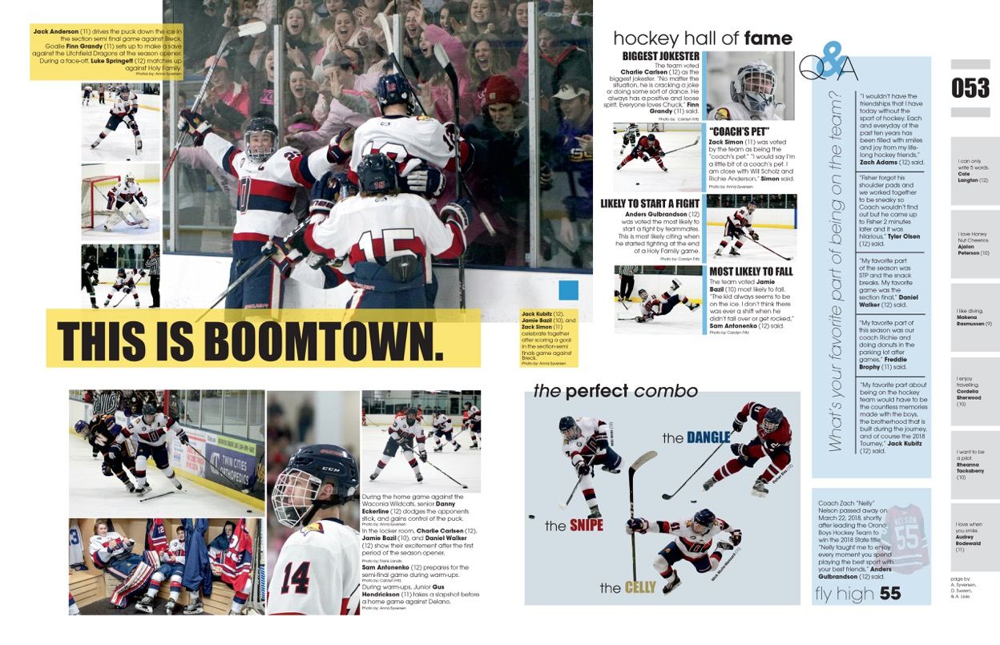 Jack Anderson (11) drives the puck down the ice in
the section semi final game against Breck.
Goalie Finn Grandy (11) sets up to make a save
against the Litchfield Dragons at the season opener.
During a face-off, Luke Springett (12) matches up
against Holy Family.
Photos by: Anna Syversen
15
THIS IS BOOMTOWN.
Jack Kubitz (12),
Jamie Bazil (10), and
Zack Simon (11)
celebrate together
after scoring a goal
in the section-semi
finals game against
Breck.
Photo by: Anna Syversen
TWIN CITIES
ORTHOPEDICS
14
During the home game against the
Waconia Wildcats, senior Danny
Eckerline (12) dodges the opponents
stick, and gains control of the puck.
Photo by: Anna Syversen
In the locker room, Charlie Carlsen (12),
Jamie Bazil (10), and Daniel Walker
(12) show their excitement after the first
period of the season opener.
Photo by: Frank Landis
Sam Antonenko (12) prepares for the
semi-final game during warm-ups.
Photo by: Carolyn Fritz
During warm-ups, Junior Gus
Hendrickson (11) takes a slapshot before
a home game against Delano.
Photo by: Anna Syversen
hockey hall of fame
BIGGEST JOKESTER
The team voted
Charlie Carlsen (12) as the
biggest jokester. "No matter the
situation, he is cracking a joke
or doing some sort of dance. He
always has a positive and loose
spirit. Everyone loves Chuck," Finn
Grandy (11) said.
Photo by: Carolyn Fritz
"COACH'S PET"
Zack Simon (11) was voted
by the team as being the
"coach's pet." "I would say I'm
a little bit of a coach's pet. I
am close with Will Scholz and
Richie Anderson," Simon said.
Photo by: Anna Syversen
LIKELY TO START A FIGHT
Anders Gulbrandson (12)
was voted the most likely to
start a fight by teammates.
This is most likely citing when
he started fighting at the end
of a Holy Family game.
Photo by: Carolyn Fritz
MOST LIKELY TO FALL
The team voted Jamie
Bazil (10) most likely to fall.
"The kid always seems to be
on the ice. I don't think there
was ever a shift when he
didn't fall over or get rocked,"
Sam Antonenko (12) said.
Photo by: Carolyn Fritz
the perfect combo
the DANGLE
the SNIPE
the CELLY
Q&A
What's your favorite part of being on the team?
"I wouldn't have the
friendships that I have
today without the
sport of hockey. Each
and everyday of the
past ten years has
been filled with smiles
and joy from my life-
long hockey friends,"
Zach Adams (12) said.
"Fisher forgot his
shoulder pads and
we worked together
to be sneaky so
Coach wouldn't find
out but he came up
to Fisher 2 minutes
later and it was
hilarious," Tyler Olsen
(12) said.
"My favorite part
of the season was
STP and the snack
breaks. My favorite
game was the
section final," Daniel
Walker (12) said.
"My favorite part of
this season was our
coach Richie and
doing donuts in the
parking lot after
games," Freddie
Brophy (11) said.
"My favorite part about
being on the hockey
team would have to be
the countless memories
made with the boys,
the brotherhood that is
built during the journey,
and of course the 2018
Tourney," Jack Kubitz
(12) said.
Coach Zach "Nelly"
Nelson passed away on
March 22, 2018, shortly
after leading the Orono
Boys Hockey Team to
win the 2018 State title.
"Nelly taught me to enjoy
every moment you spend
playing the best sport with
your best friends," Anders
Gulbrandson (12) said.
NELSON
55
fly high 55
053
I can only
write 5 words.
Cole
Langton (12)
I love Honey
Nut Cheerios.
Ajalon
Peterson (10)
I like diving.
Makena
Rasmussen (9)
I enjoy
travelling.
Cordelia
Sherwood
(10)
I want to be
a pilot.
Rheanna
Tackaberry
(10)
I love when
you smile.
Audrey
Rodewald
(11)
page by:
A. Syversen,
D. Sween,
& A. Lisle